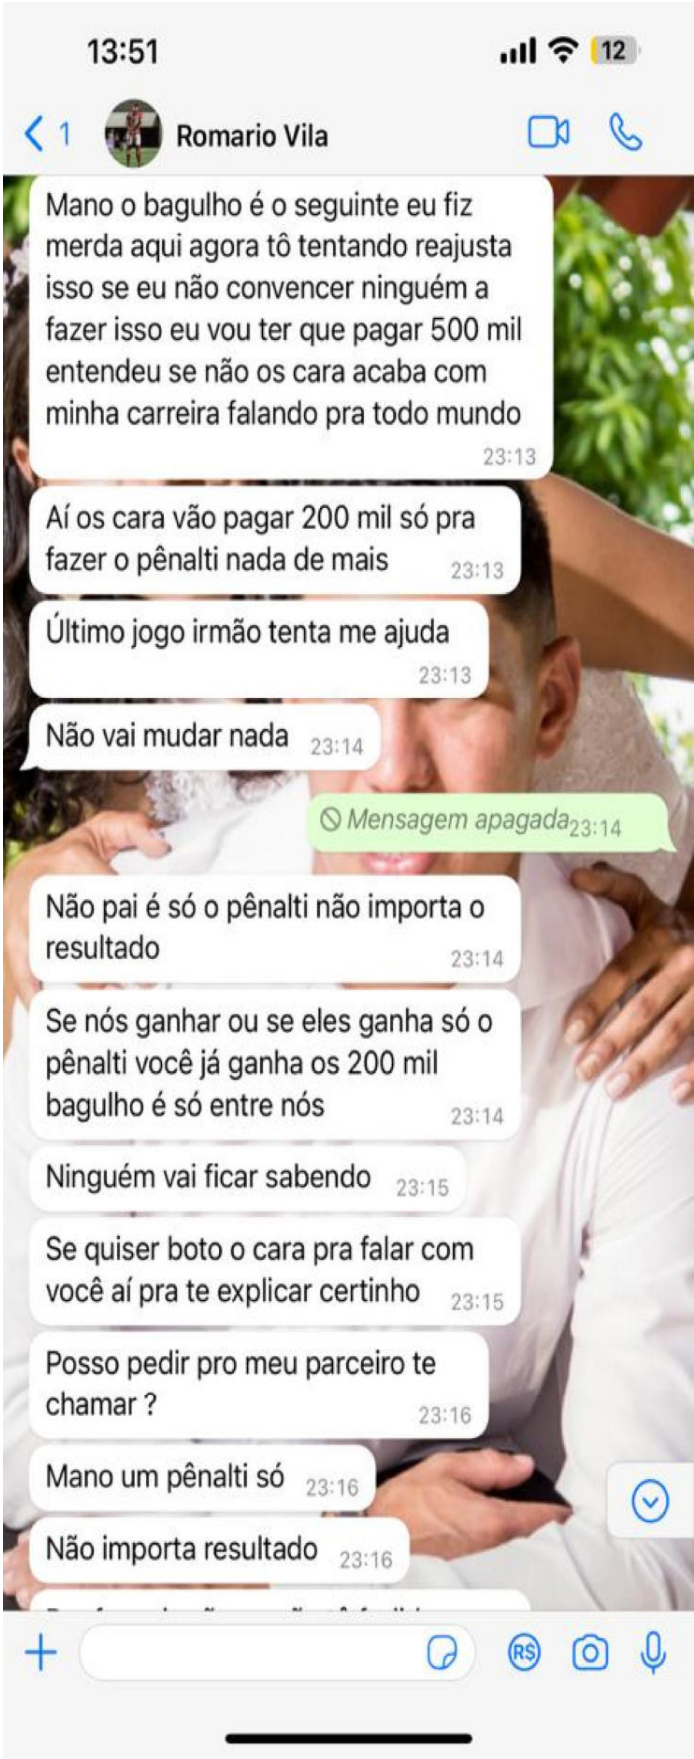 13:51
12
1
Romario Vila
Mano o bagulho é o seguinte eu fiz
merda aqui agora tô tentando reajusta
isso se eu não convencer ninguém a
fazer isso eu vou ter que pagar 500 mil
entendeu se não os cara acaba com
minha carreira falando pra todo mundo
23:13
Aí os cara vão pagar 200 mil só pra
fazer o pênalti nada de mais 23:13
Último jogo irmão tenta me ajuda
23:13
Não vai mudar nada 23:14
Mensagem apagada 23:14
Não pai é só o pênalti não importa o
resultado 23:14
Se nós ganhar ou se eles ganha só o
pênalti você já ganha os 200 mil
bagulho é só entre nós 23:14
Ninguém vai ficar sabendo 23:15
Se quiser boto o cara pra falar com
você aí pra te explicar certinho 23:15
Posso pedir pro meu parceiro te
chamar ? 23:16
Mano um pênalti só 23:16
Não importa resultado 23:16
R$